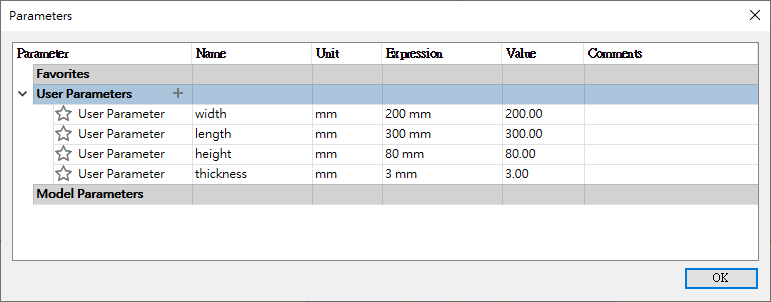 Parameters
Parameter Name Unit Expression Value Comments
Favorites
User Parameters +
User Parameter width mm 200 mm 200.00
User Parameter length mm 300 mm 300.00
User Parameter height mm 80 mm 80.00
User Parameter thickness mm 3 mm 3.00
Model Parameters
OK